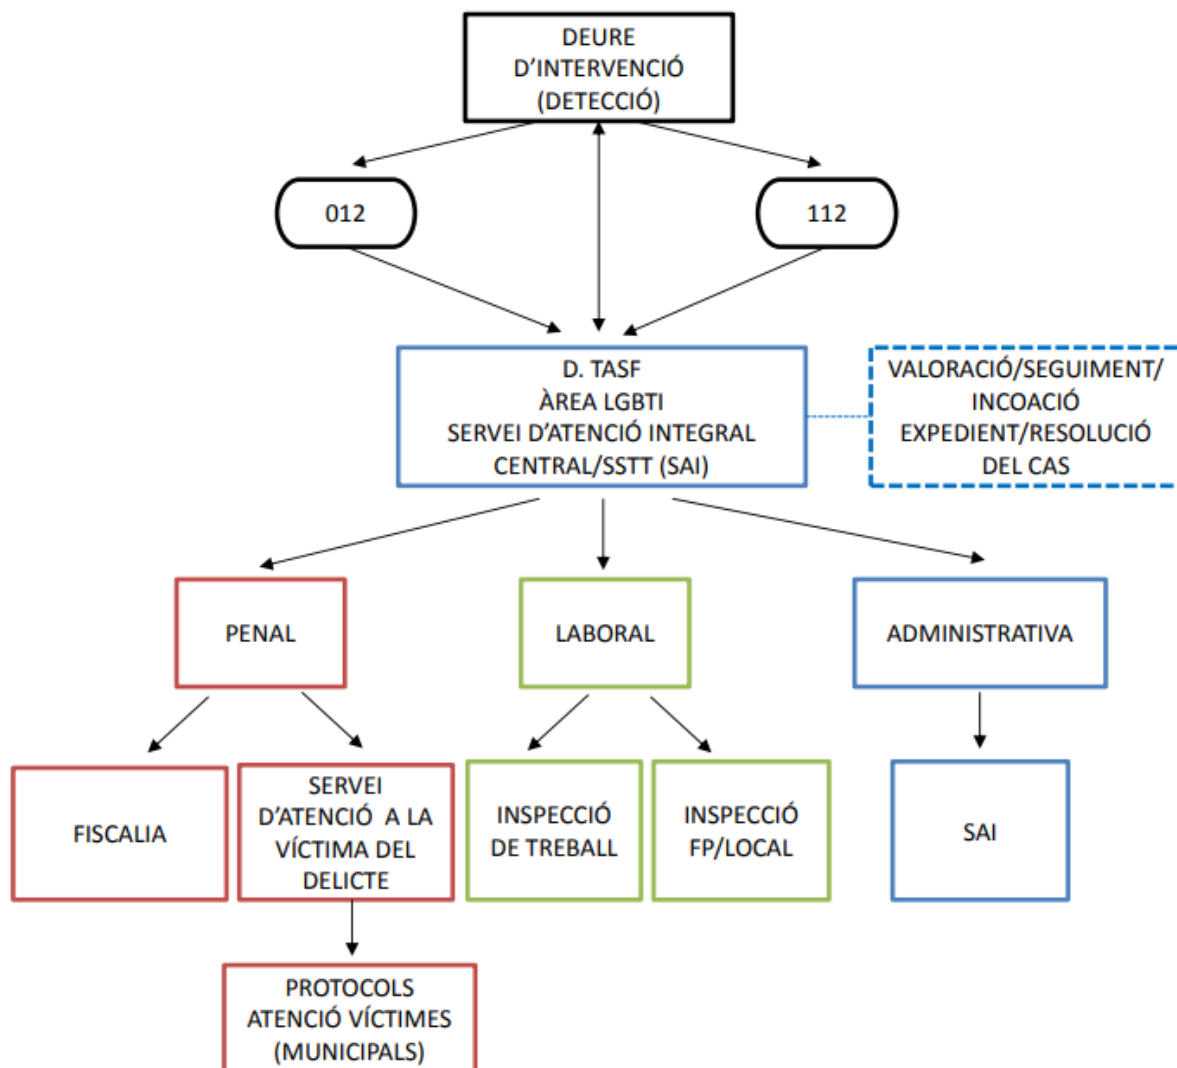 DEURE
D’INTERVENCIÓ
(DETECCIÓ)
012
112
D. TASF
ÀREA LGBTI
SERVEI D’ATENCIÓ INTEGRAL
CENTRAL/SSTT (SAI)
VALORACIÓ/SEGUIMENT/
INCOACIÓ
EXPEDIENT/RESOLUCIÓ
DEL CAS
PENAL
LABORAL
ADMINISTRATIVA
FISCALIA
SERVEI
D’ATENCIÓ A LA
VÍCTIMA DEL
DELICTE
INSPECCIÓ
DE TREBALL
INSPECCIÓ
FP/LOCAL
SAI
PROTOCOLS
ATENCIÓ VÍCTIMES
(MUNICIPALS)